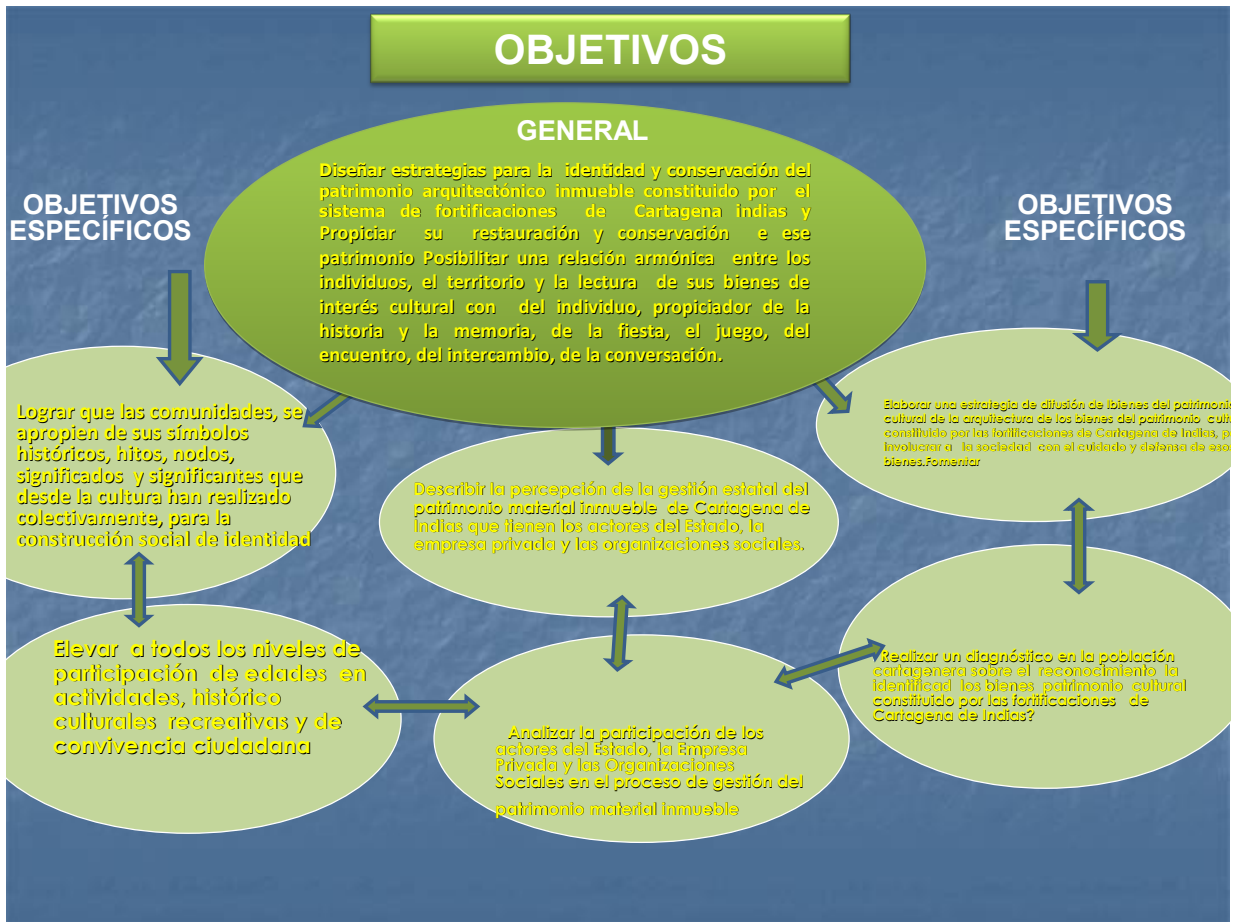 OBJETIVOS
GENERAL
Diseñar estrategias para la identidad y conservación del
patrimonio arquitectónico inmueble constituido por el
sistema de fortificaciones de Cartagena indias y
Propiciar su restauración y conservación e ese
patrimonio Posibilitar una relación armónica entre los
individuos, el territorio y la lectura de sus bienes de
interés cultural con del individuo, propiciador de la
historia y la memoria, de la fiesta, el juego, del
encuentro, del intercambio, de la conversación.
OBJETIVOS
ESPECÍFICOS
OBJETIVOS
ESPECÍFICOS
Lograr que las comunidades, se
apropien de sus símbolos
históricos, hitos, nodos,
significados y significantes que
desde la cultura han realizado
colectivamente, para la
construcción social de identidad
Describir la percepción de la gestión estatal del
patrimonio material inmueble de Cartagena de
Indias que tienen los actores del Estado, la
empresa privada y las organizaciones sociales.
Elaborar una estrategia de difusión de lbienes del patrimonio
cultural de la arquitectura de los bienes del patrimonio cult
constituido por las fortificaciones de Cartagena de Indias, p
involucrar a la sociedad con el cuidado y defensa de esos
bienes.Fomentar
Elevar a todos los niveles de
participación de edades en
actividades, histórico
culturales recreativas y de
convivencia ciudadana
Analizar la participación de los
actores del Estado, la Empresa
Privada y las Organizaciones
Sociales en el proceso de gestión del
patrimonio material inmueble
Realizar un diagnóstico en la población
cartagenera sobre el reconocimiento la
identificad los bienes patrimonio cultural
constituido por las fortificaciones de
Cartagena de Indias?